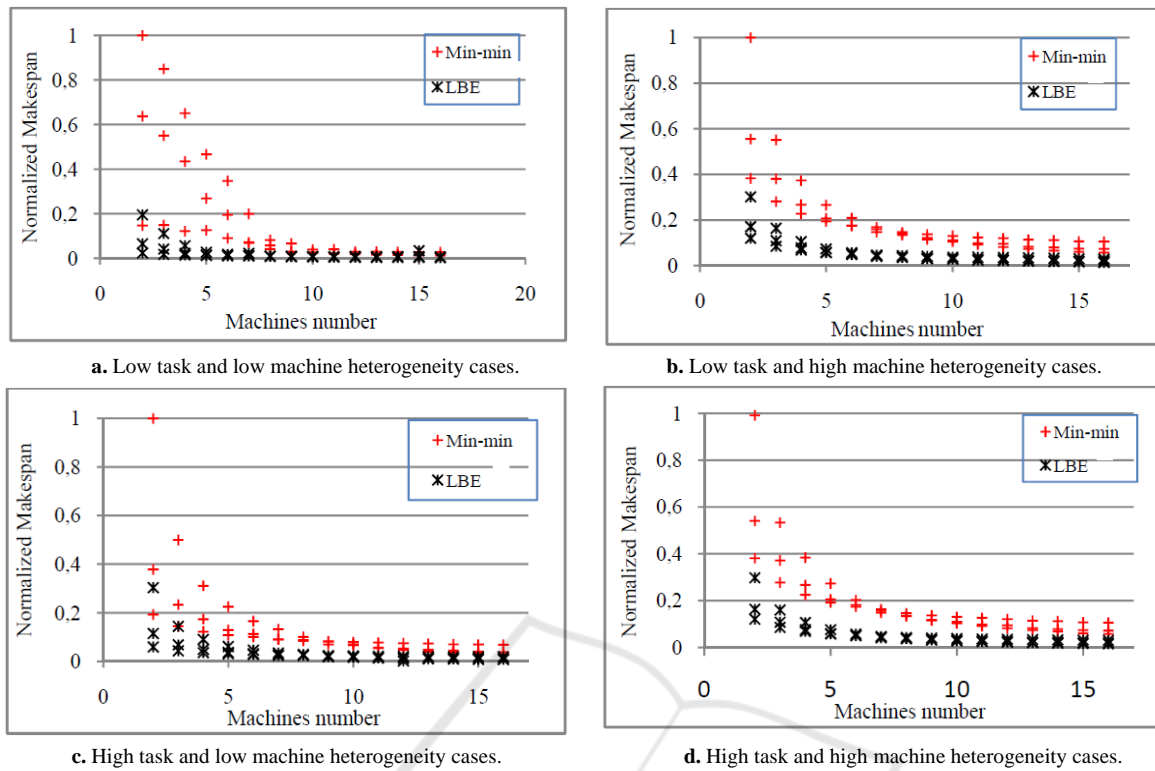 1
0.8
0.6
0.4
0.2
0
0 5 10 15 20
Normalized Makespan
Machines number
Min-min
LBE
a. Low task and low machine heterogeneity cases.
1
0.8
0.6
0,4
0.2
0
0 5 10 15
Normalized Makespan
Machines number
Min-min
LBE
b. Low task and high machine heterogeneity cases.
1
0.8
0.6
0.4
0.2
0
0 5 10 15
Normalized Makespan
Machines number
Min-min
LBE
c. High task and low machine heterogeneity cases.
1
0.8
0.6
0.4
0.2
0
0 5 10 15
Normalized Makespan
Machines number
Min-min
LBE
d. High task and high machine heterogeneity cases.